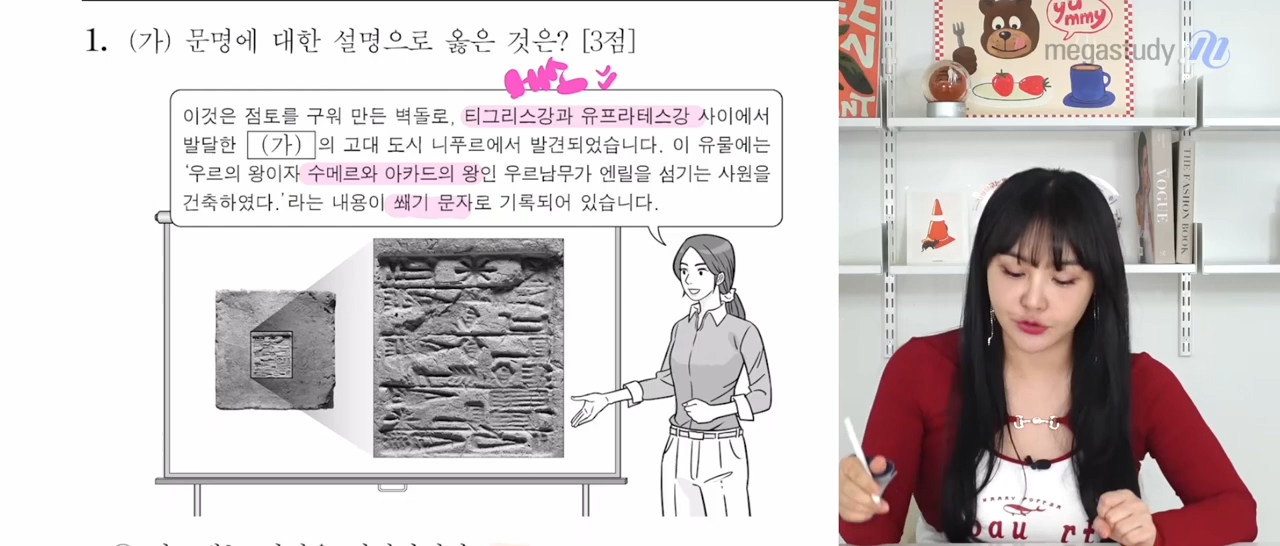 1. (가) 문명에 대한 설명으로 옳은 것은? [3점]
메소
이것은 점토를 구워 만든 벽돌로, 티그리스강과 유프라테스강 사이에서
발달한 (가) 의 고대 도시 니푸르에서 발견되었습니다. 이 유물에는
‘우르의 왕이자 수메르와 아카드의 왕인 우르남무가 엔릴을 섬기는 사원을
건축하였다.’라는 내용이 쐐기 문자로 기록되어 있습니다.
yummy
megastudy
VOGUE
THE FASHION BOOK
HARRY POTTER